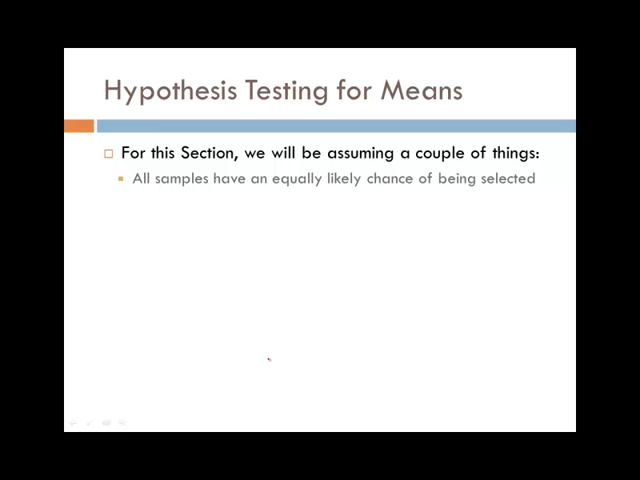 Hypothesis Testing for Means
For this Section, we will be assuming a couple of things:
All samples have an equally likely chance of being selected